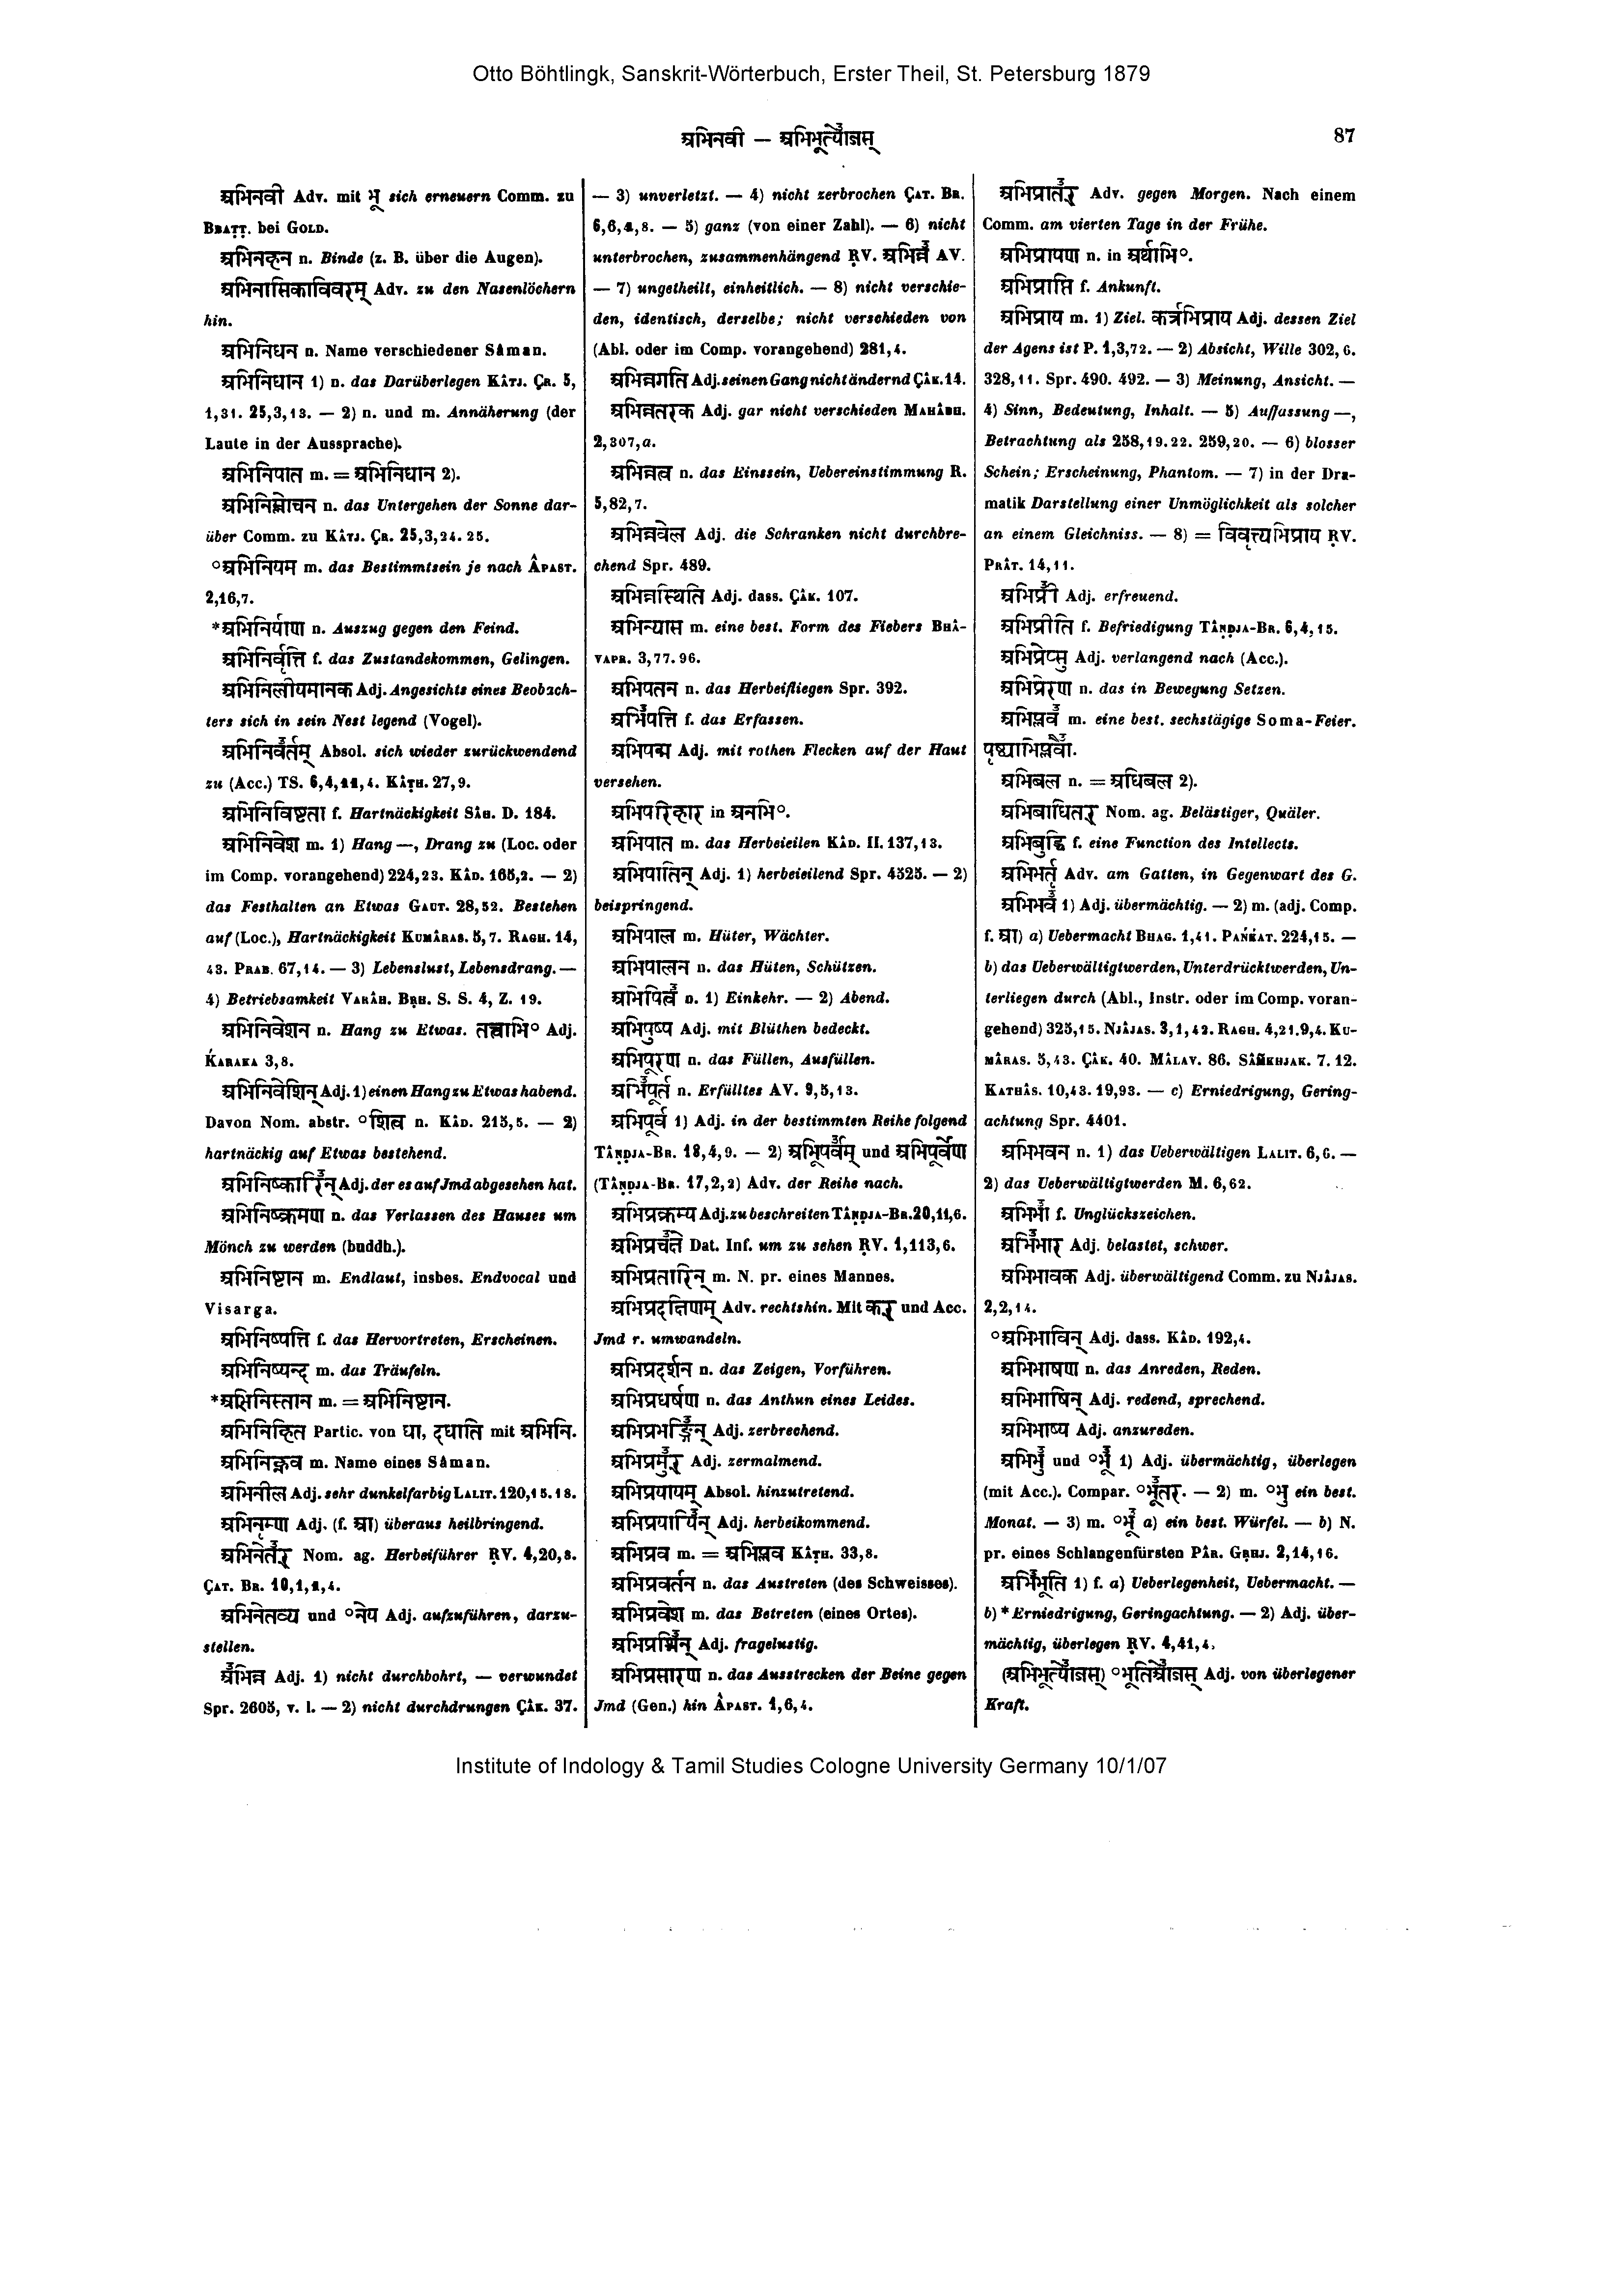 Otto Böhtlingk, Sanskrit-Wörterbuch, Erster Theil, St. Petersburg 1879
अभिनवी — अभिभूत्योजस्
87
अभिनवी Adv. mit भू sich erneuern Comm. zu
Bhaṭṭ. bei Gold.
अभिनहन n. Binde (z. B. über die Augen).
अभिनासिकाविवरम् Adv. zu den Nasenlöchern
hin.
अभिनिधन n. Name verschiedener Sâman.
अभिनिधान 1) n. das Darüberlegen Kâtj. Çr. 5,
1,31. 25,3,13. — 2) n. und m. Annäherung (der
Laute in der Aussprache).
अभिनिपात m. = अभिनिधान 2).
अभिनिम्लोचन n. das Untergehen der Sonne dar-
über Comm. zu Kâtj. Çr. 25,3,24. 25.
°अभिनियम m. das Bestimmtsein je nach Âpast.
2,16,7.
*अभिनिर्याण n. Auszug gegen den Feind.
अभिनिर्वृत्ति f. das Zustandekommen, Gelingen.
अभिनिलीयमानक Adj. Angesichts eines Beobach-
ters sich in sein Nest legend (Vogel).
अभिनिवर्तम् Absol. sich wieder zurückwendend
zu (Acc.) TS. 6,4,11,4. Kâṭh. 27,9.
अभिनिविष्टता f. Hartnäckigkeit Sâh. D. 184.
अभिनिवेश m. 1) Hang —, Drang zu (Loc. oder
im Comp. vorangehend) 224,23. Kâd. 165,2. — 2)
das Festhalten an Etwas Gaut. 28,52. Bestehen
auf (Loc.), Hartnäckigkeit Kumâras. 5,7. Ragh. 14,
43. Prab. 67,14. — 3) Lebenslust, Lebensdrang. —
4) Betriebsamkeit Varâh. Bṛh. S. S. 4, Z. 19.
अभिनिवेशन n. Hang zu Etwas. तत्त्वाभि° Adj.
Ḱaraka 3,8.
अभिनिवेशिन् Adj. 1) einen Hang zu Etwas habend.
Davon Nom. abstr. °शित्व n. Kâd. 215,5. — 2)
hartnäckig auf Etwas bestehend.
अभिनिष्कारिन् Adj. der es auf Jmd abgesehen hat.
अभिनिष्क्रमण n. das Verlassen des Hauses um
Mönch zu werden (buddh.).
अभिनिष्टान m. Endlaut, insbes. Endvocal und
Visarga.
अभिनिष्पत्ति f. das Hervortreten, Erscheinen.
अभिनिष्यन्द m. das Träufeln.
*अभिनिस्तान m. = अभिनिष्टान.
अभिनिहित Partic. von धा, दधाति mit अभिनि.
अभिनिह्नव m. Name eines Sâman.
अभिनील Adj. sehr dunkelfarbig Lalit. 120,15. 18.
अभिनृम्ण Adj. (f. आ) überaus heilbringend.
अभिनेतर् Nom. ag. Herbeiführer ṚV. 4,20,8.
Çat. Br. 10,1,1,4.
अभिनेतव्य und °नेय Adj. aufzuführen, darzu-
stellen.
अभिन्न Adj. 1) nicht durchbohrt, — verwundet
Spr. 2605, v. l. — 2) nicht durchdrungen Çâk. 37.
— 3) unverletzt. — 4) nicht zerbrochen Çat. Br.
6,6,4,8. — 5) ganz (von einer Zahl). — 6) nicht
unterbrochen, zusammenhängend ṚV. अभिन्न AV.
— 7) ungetheilt, einheitlich. — 8) nicht verschie-
den, identisch, derselbe; nicht verschieden von
(Abl. oder im Comp. vorangehend) 281,4.
अभिन्नगति Adj. seinen Gang nicht ändernd Çâk. 14.
अभिन्नतरक Adj. gar nicht verschieden Mahâbh.
2,307,a.
अभिन्नत्व n. das Einssein, Uebereinstimmung R.
5,82,7.
अभिन्नवेल Adj. die Schranken nicht durchbre-
chend Spr. 489.
अभिन्नस्थिति Adj. dass. Çâk. 107.
अभिन्यास m. eine best. Form des Fiebers Bhâ-
vapr. 3,77. 96.
अभिपतन n. das Herbeifliegen Spr. 392.
अभिपत्ति f. das Erfassen.
अभिपद्म Adj. mit rothen Flecken auf der Haut
versehen.
अभिपरिहार in अनभि°.
अभिपात m. das Herbeieilen Kâd. II. 137,13.
अभिपातिन् Adj. 1) herbeieilend Spr. 4525. — 2)
beispringend.
अभिपाल m. Hüter, Wächter.
अभिपालन n. das Hüten, Schützen.
अभिपित्व n. 1) Einkehr. — 2) Abend.
अभिपुष्प Adj. mit Blüthen bedeckt.
अभिपूरण n. das Füllen, Ausfüllen.
अभिपूर्त n. Erfülltes AV. 9,5,13.
अभिपूर्व 1) Adj. in der bestimmten Reihe folgend
Tâṇḍja-Br. 18,4,9. — 2) अभिपूर्वम् und अभिपूर्वेण
(Tâṇḍja-Br. 17,2,2) Adv. der Reihe nach.
अभिप्रक्रम्य Adj. zu beschreiten Tâṇḍja-Br. 20,11,6.
अभिप्रचक्षे Dat. Inf. um zu sehen ṚV. 1,113,6.
अभिप्रतारिन् m. N. pr. eines Mannes.
अभिप्रदक्षिणम् Adv. rechtshin. Mit कर् und Acc.
Jmd r. umwandeln.
अभिप्रदर्शन n. das Zeigen, Vorführen.
अभिप्रधर्षण n. das Anthun eines Leides.
अभिप्रभङ्गिन् Adj. zerbrechend.
अभिप्रमुर् Adj. zermalmend.
अभिप्रयायम् Absol. hinzutretend.
अभिप्रयायिन् Adj. herbeikommend.
अभिप्रव m. = अभिप्लव Kâṭh. 33,8.
अभिप्रवर्तन n. das Austreten (des Schweisses).
अभिप्रवेश m. das Betreten (eines Ortes).
अभिप्रश्निन् Adj. fragelustig.
अभिप्रसारण n. das Ausstrecken der Beine gegen
Jmd (Gen.) hin Âpast. 1,6,4.
अभिप्रातर् Adv. gegen Morgen. Nach einem
Comm. am vierten Tage in der Frühe.
अभिप्रायण n. in अर्थाभि°.
अभिप्राप्ति f. Ankunft.
अभिप्राय m. 1) Ziel. कर्त्रभिप्राय Adj. dessen Ziel
der Agens ist P. 1,3,72. — 2) Absicht, Wille 302,6.
328,11. Spr. 490. 492. — 3) Meinung, Ansicht. —
4) Sinn, Bedeutung, Inhalt. — 5) Auffassung —,
Betrachtung als 258,19.22. 259,20. — 6) blosser
Schein; Erscheinung, Phantom. — 7) in der Dra-
matik Darstellung einer Unmöglichkeit als solcher
an einem Gleichniss. — 8) = विवृत्त्यभिप्राय ṚV.
Prât. 14,11.
अभिप्री Adj. erfreuend.
अभिप्रीति f. Befriedigung Tâṇḍja-Br. 6,4,15.
अभिप्रेप्सु Adj. verlangend nach (Acc.).
अभिप्रेरण n. das in Bewegung Setzen.
अभिप्लव m. eine best. sechstägige Soma-Feier.
पृष्ठ्याभिप्लवौ.
अभिबल n. = अधिबल 2).
अभिबाधितर् Nom. ag. Belästiger, Quäler.
अभिबुद्धि f. eine Function des Intellects.
अभिभर्तृ Adv. am Gatten, in Gegenwart des G.
अभिभव 1) Adj. übermächtig. — 2) m. (adj. Comp.
f. आ) a) Uebermacht Bhag. 1,41. Pańḱat. 224,15. —
b) das Ueberwältigtwerden, Unterdrücktwerden, Un-
terliegen durch (Abl., Instr. oder im Comp. voran-
gehend) 325,15. Njâjas. 3,1,42. Ragh. 4,21.9,4. Ku-
mâras. 5,43. Çâk. 40. Mâlav. 86. Sâṁkhjak. 7. 12.
Kathâs. 10,43. 19,93. — c) Erniedrigung, Gering-
achtung Spr. 4401.
अभिभवन n. 1) das Ueberwältigen Lalit. 6,6. —
2) das Ueberwältigtwerden M. 6,62.
अभिभा f. Unglückszeichen.
अभिभार Adj. belastet, schwer.
अभिभावक Adj. überwältigend Comm. zu Njâjas.
2,2,14.
°अभिभाविन् Adj. dass. Kâd. 192,4.
अभिभाषण n. das Anreden, Reden.
अभिभाषिन् Adj. redend, sprechend.
अभिभाष्य Adj. anzureden.
अभिभु und °भू 1) Adj. übermächtig, überlegen
(mit Acc.). Compar. °भूतर. — 2) m. °भु ein best.
Monat. — 3) m. °भू a) ein best. Würfel. — b) N.
pr. eines Schlangenfürsten Pâr. Gṛhj. 2,14,16.
अभिभूति 1) f. a) Ueberlegenheit, Uebermacht. —
b) * Erniedrigung, Geringachtung. — 2) Adj. über-
mächtig, überlegen ṚV. 4,41,4.
(अभिभूत्योजस्) °भूतिओजस् Adj. von überlegener
Kraft.
Institute of Indology & Tamil Studies Cologne University Germany 10/1/07